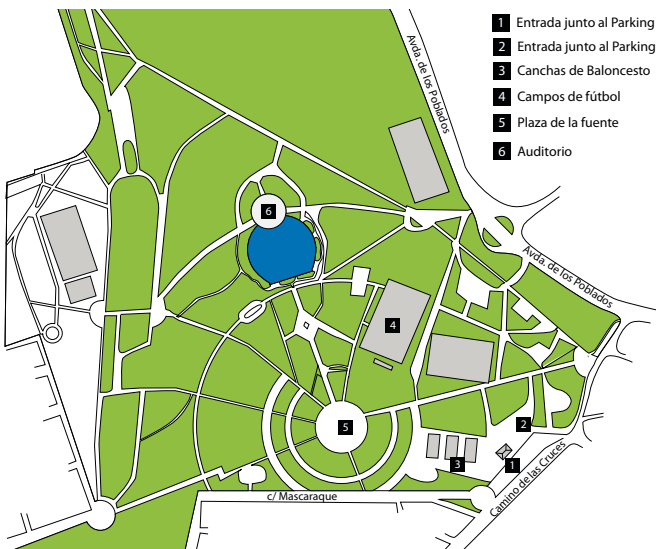 1 Entrada junto al Parking
2 Entrada junto al Parking
3 Canchas de Baloncesto
4 Campos de fútbol
5 Plaza de la fuente
6 Auditorio
Avda. de los Poblados
6
Avda. de los Poblados
4
5
2
3
1
Camino de las Cruces
c/ Mascaraque